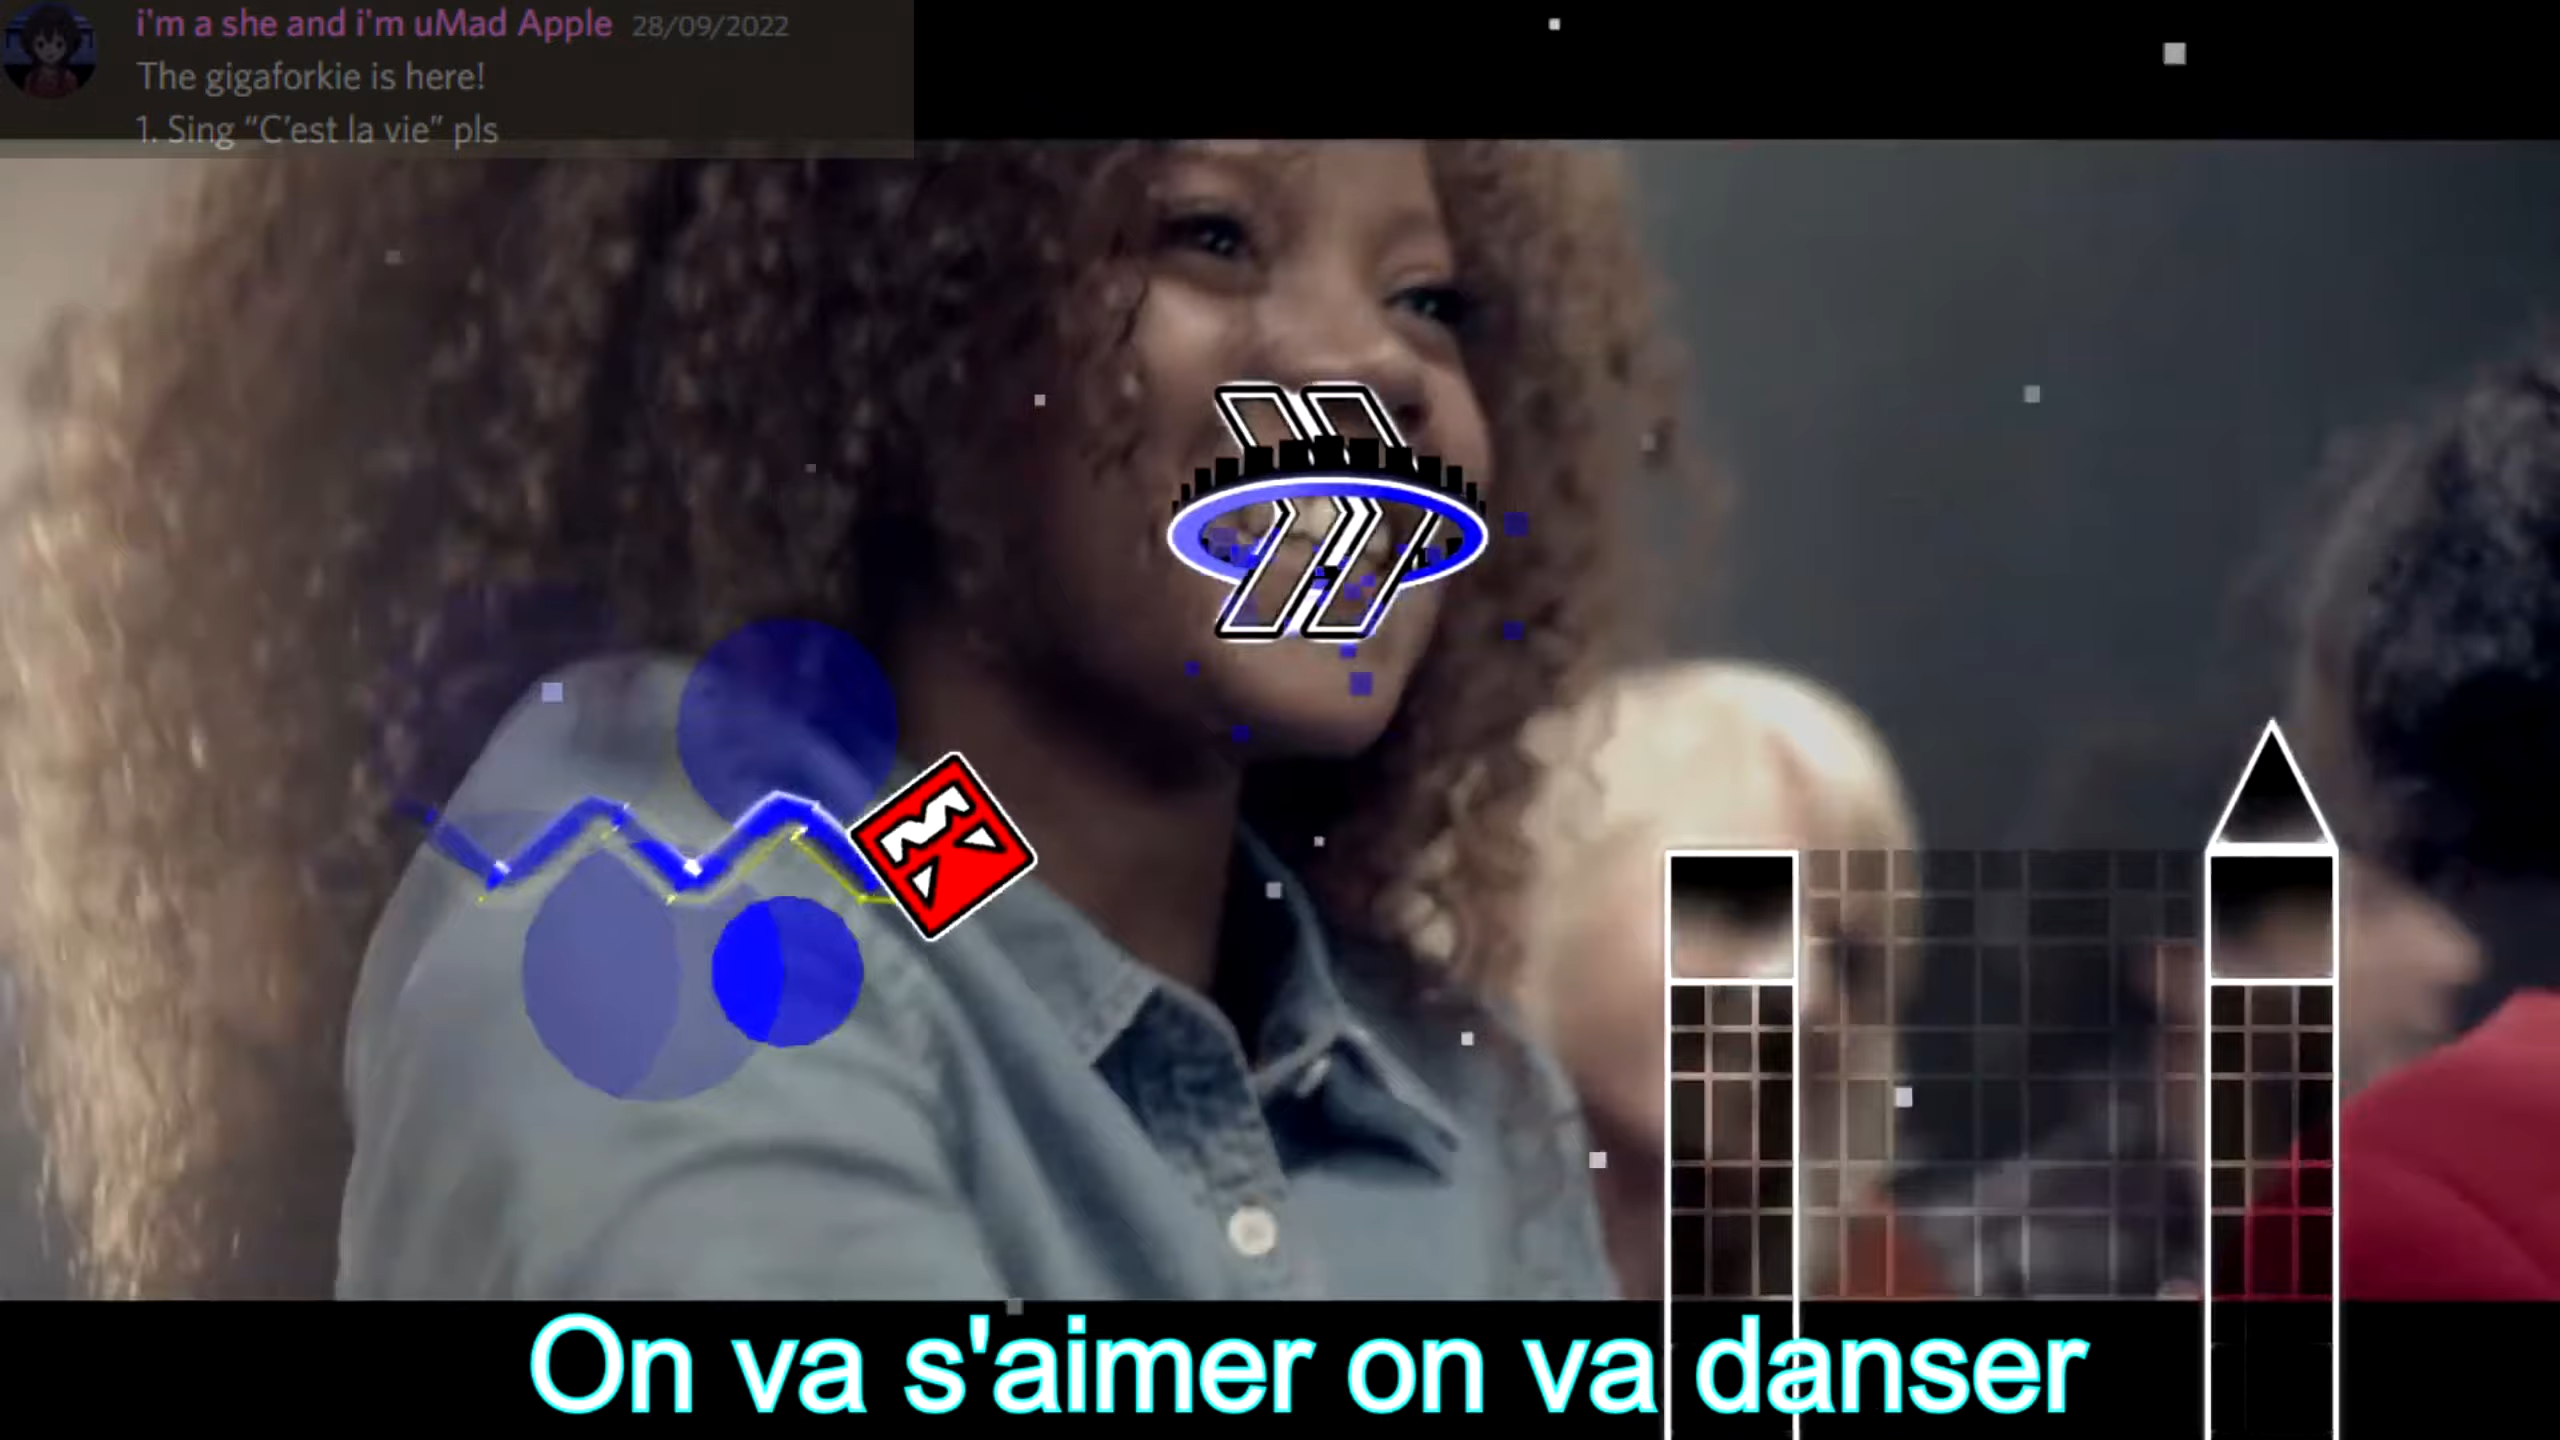 i'm a she and i'm uMad Apple 28/09/2022
The gigaforkie is here!
1. Sing “C'est la vie” pls
On va s'aimer on va danser